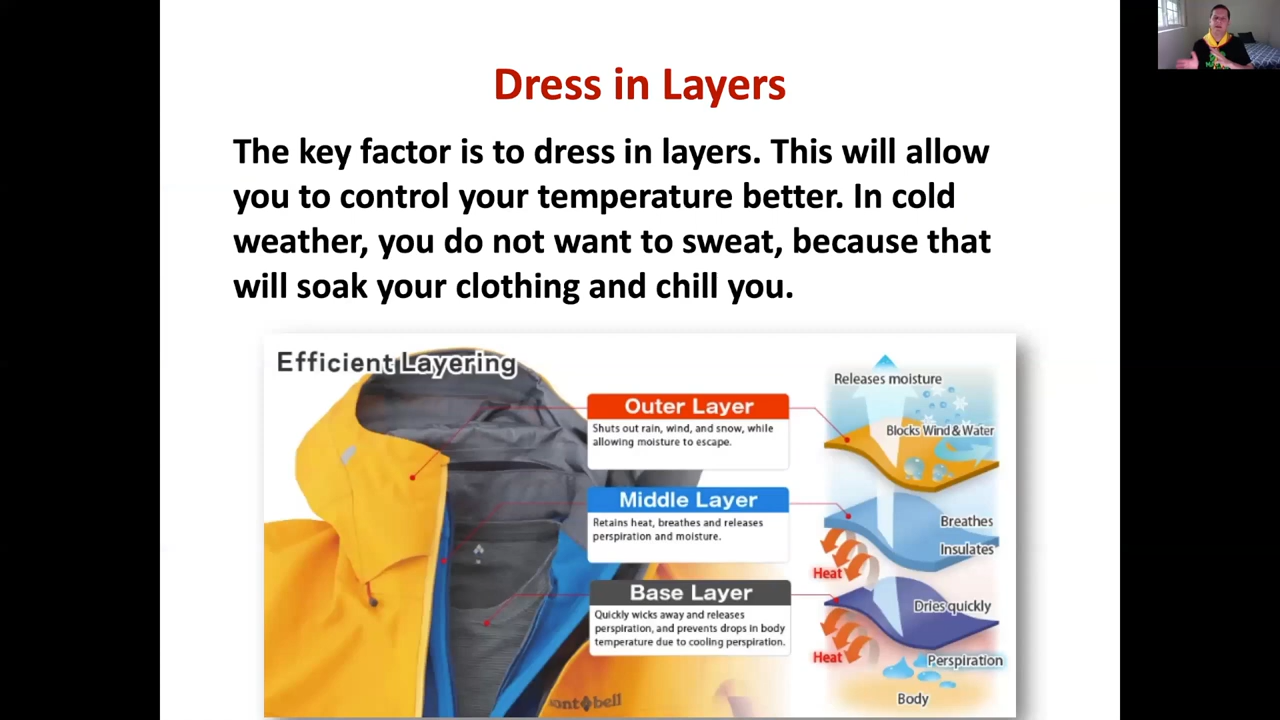 Dress in Layers
The key factor is to dress in layers. This will allow
you to control your temperature better. In cold
weather, you do not want to sweat, because that
will soak your clothing and chill you.
Efficient Layering
Outer Layer
Shuts out rain, wind, and snow, while
allowing moisture to escape.
Middle Layer
Retains heat, breathes and releases
perspiration and moisture.
Base Layer
Quickly wicks away and releases
perspiration, and prevents drops in body
temperature due to cooling perspiration.
Releases moisture
Blocks Wind & Water
Breathes
Insulates
Heat
Dries quickly
Heat
Perspiration
Body
mont bell